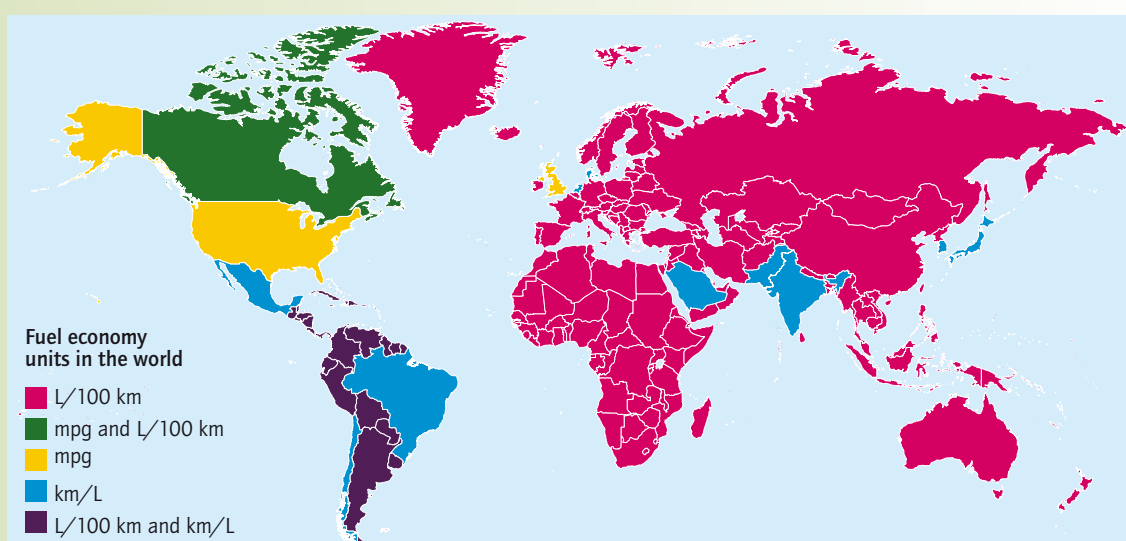 Fuel economy
units in the world
L/100 km
mpg and L/100 km
mpg
km/L
L/100 km and km/L